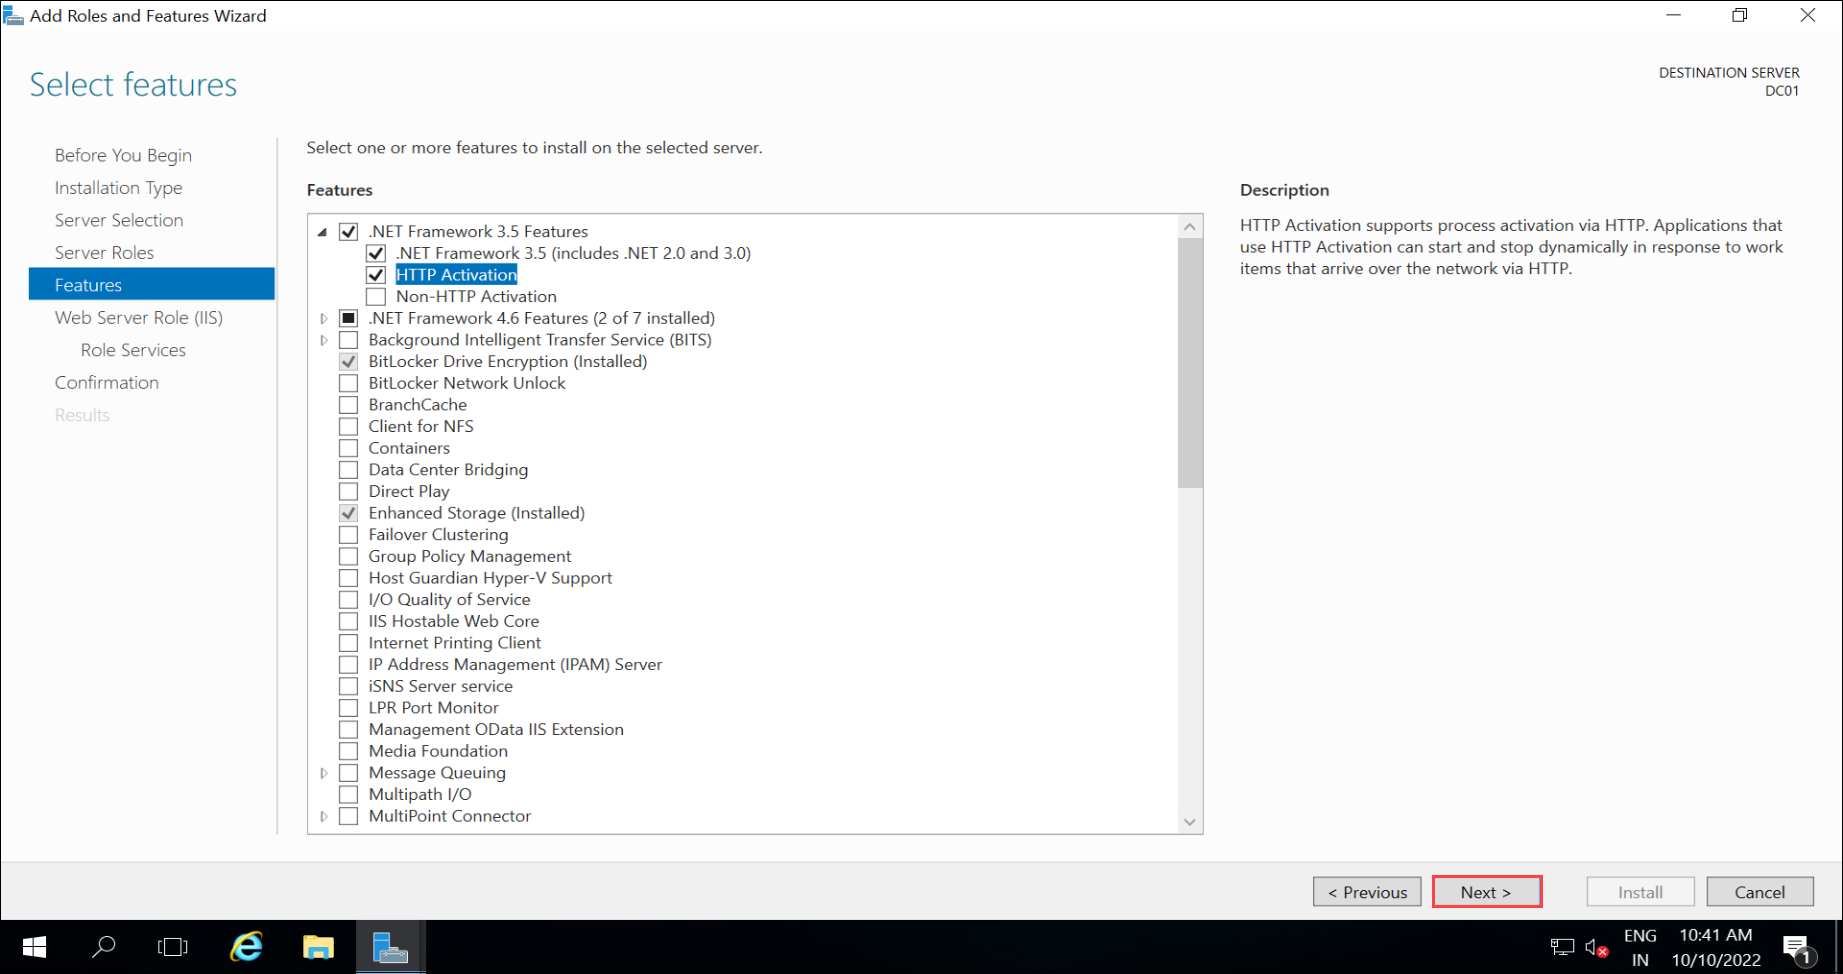 Add Roles and Features Wizard
Select features
DESTINATION SERVER
DC01
Before You Begin
Installation Type
Server Selection
Server Roles
Features
Web Server Role (IIS)
Role Services
Confirmation
Results
Select one or more features to install on the selected server.
Features
.NET Framework 3.5 Features
.NET Framework 3.5 (includes .NET 2.0 and 3.0)
HTTP Activation
Non-HTTP Activation
.NET Framework 4.6 Features (2 of 7 installed)
Background Intelligent Transfer Service (BITS)
BitLocker Drive Encryption (Installed)
BitLocker Network Unlock
BranchCache
Client for NFS
Containers
Data Center Bridging
Direct Play
Enhanced Storage (Installed)
Failover Clustering
Group Policy Management
Host Guardian Hyper-V Support
I/O Quality of Service
IIS Hostable Web Core
Internet Printing Client
IP Address Management (IPAM) Server
iSNS Server service
LPR Port Monitor
Management OData IIS Extension
Media Foundation
Message Queuing
Multipath I/O
MultiPoint Connector
Description
HTTP Activation supports process activation via HTTP. Applications that
use HTTP Activation can start and stop dynamically in response to work
items that arrive over the network via HTTP.
< Previous
Next >
Install
Cancel
ENG
IN
10:41 AM
10/10/2022
1